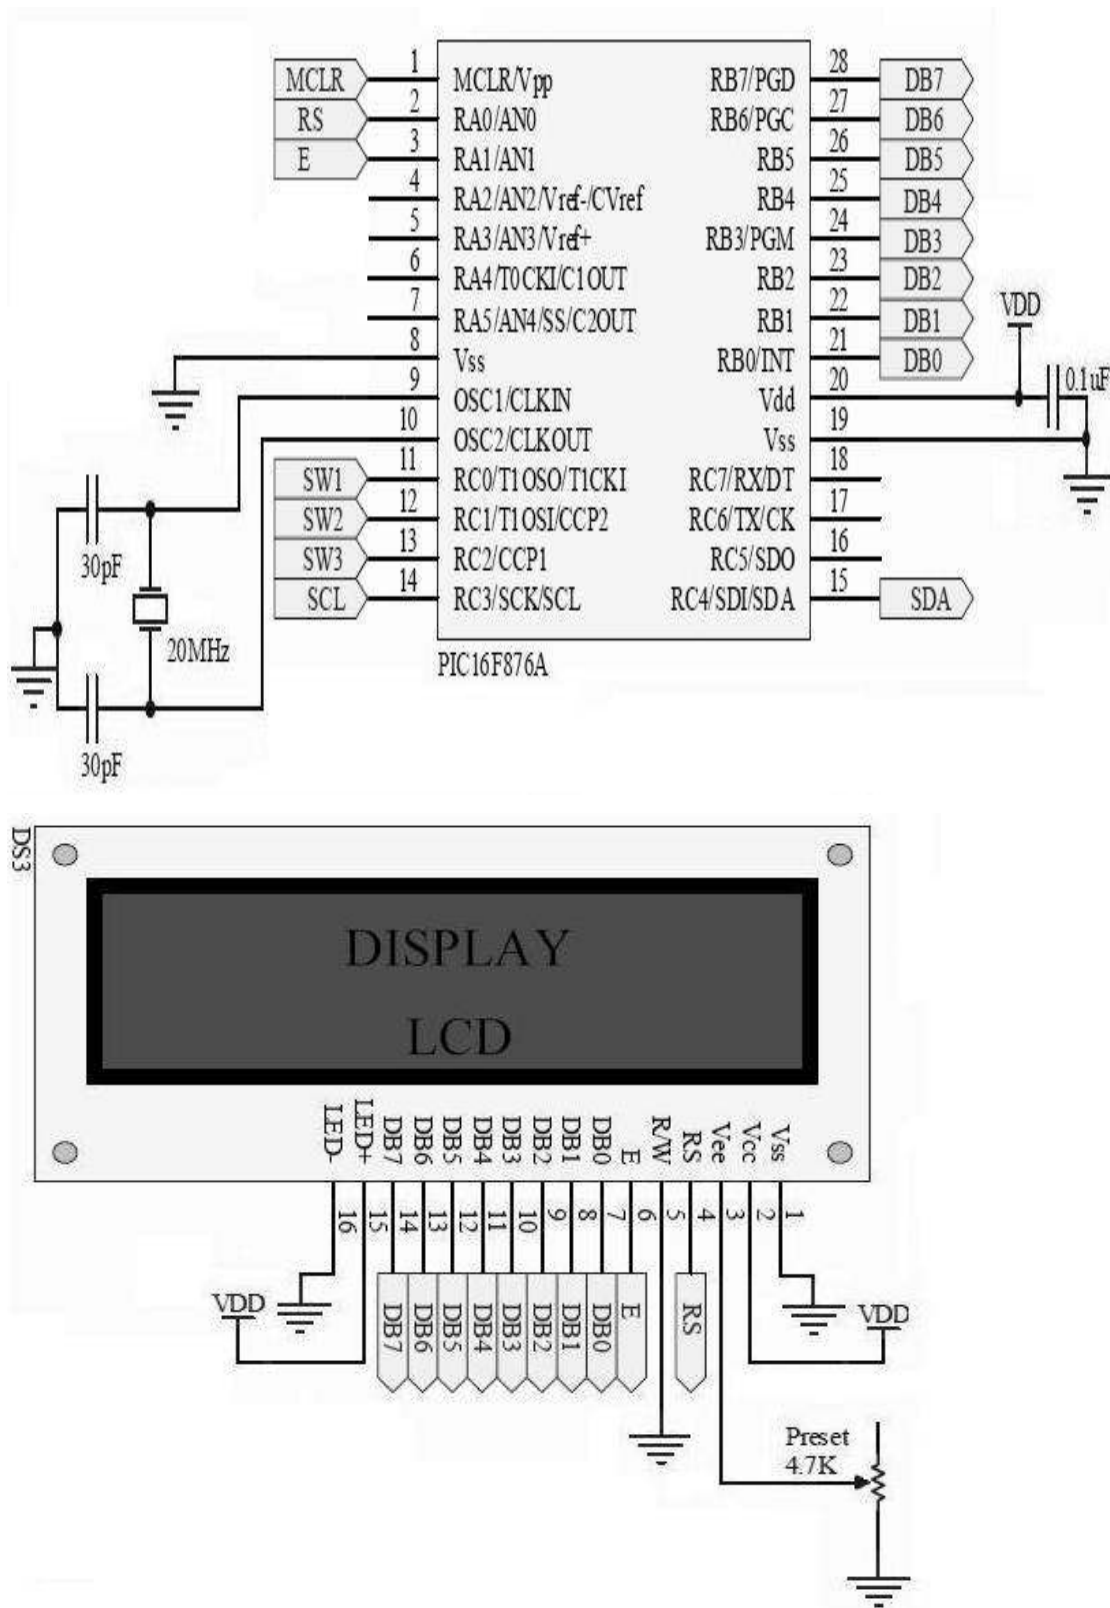 MCLR 1 MCLR/Vpp RB7/PGD 28 DB7
RS 2 RA0/AN0 RB6/PGC 27 DB6
E 3 RA1/AN1 RB5 26 DB5
4 RA2/AN2/Vref-/CVref RB4 25 DB4
5 RA3/AN3/Vref+ RB3/PGM 24 DB3
6 RA4/T0CKI/C1OUT RB2 23 DB2
7 RA5/AN4/SS/C2OUT RB1 22 DB1
8 Vss RB0/INT 21 DB0
VDD
9 OSC1/CLKIN Vdd 20
0.1uF
10 OSC2/CLKOUT Vss 19
SW1 11 RC0/T1OSO/T1CKI RC7/RX/DT 18
SW2 12 RC1/T1OSI/CCP2 RC6/TX/CK 17
SW3 13 RC2/CCP1 RC5/SDO 16
SCL 14 RC3/SCK/SCL RC4/SDI/SDA 15 SDA
30pF
20MHz
30pF
PIC16F876A
DS3
DISPLAY
LCD
LED- LED+ DB7 DB6 DB5 DB4 DB3 DB2 DB1 DB0 E R/W RS Vee Vcc Vss
16 15 14 13 12 11 10 9 8 7 6 5 4 3 2 1
VDD
DB7 DB6 DB5 DB4 DB3 DB2 DB1 DB0 E RS
VDD
Preset
4.7K